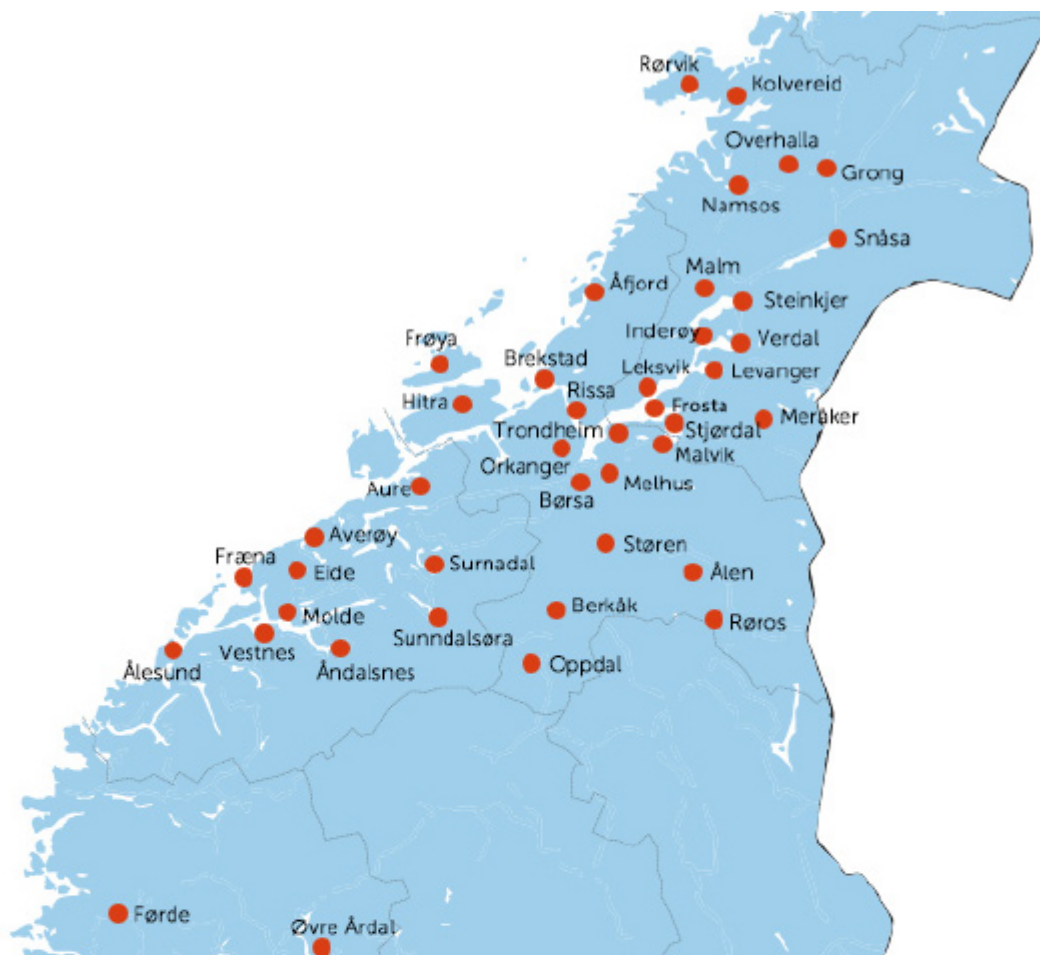 Rørvik
Kolvereid
Overhalla
Grong
Namsos
Snåsa
Malm
Åfjord
Steinkjer
Inderøy
Verdal
Frøya
Brekstad
Leksvik
Levanger
Rissa
Hitra
Frosta
Meråker
Trondheim
Stjørdal
Malvik
Orkanger
Melhus
Aure
Børsa
Averøy
Støren
Fræna
Surnadal
Eide
Ålen
Molde
Berkåk
Røros
Sunndalsøra
Vestnes
Oppdal
Ålesund
Åndalsnes
Førde
Øvre Årdal